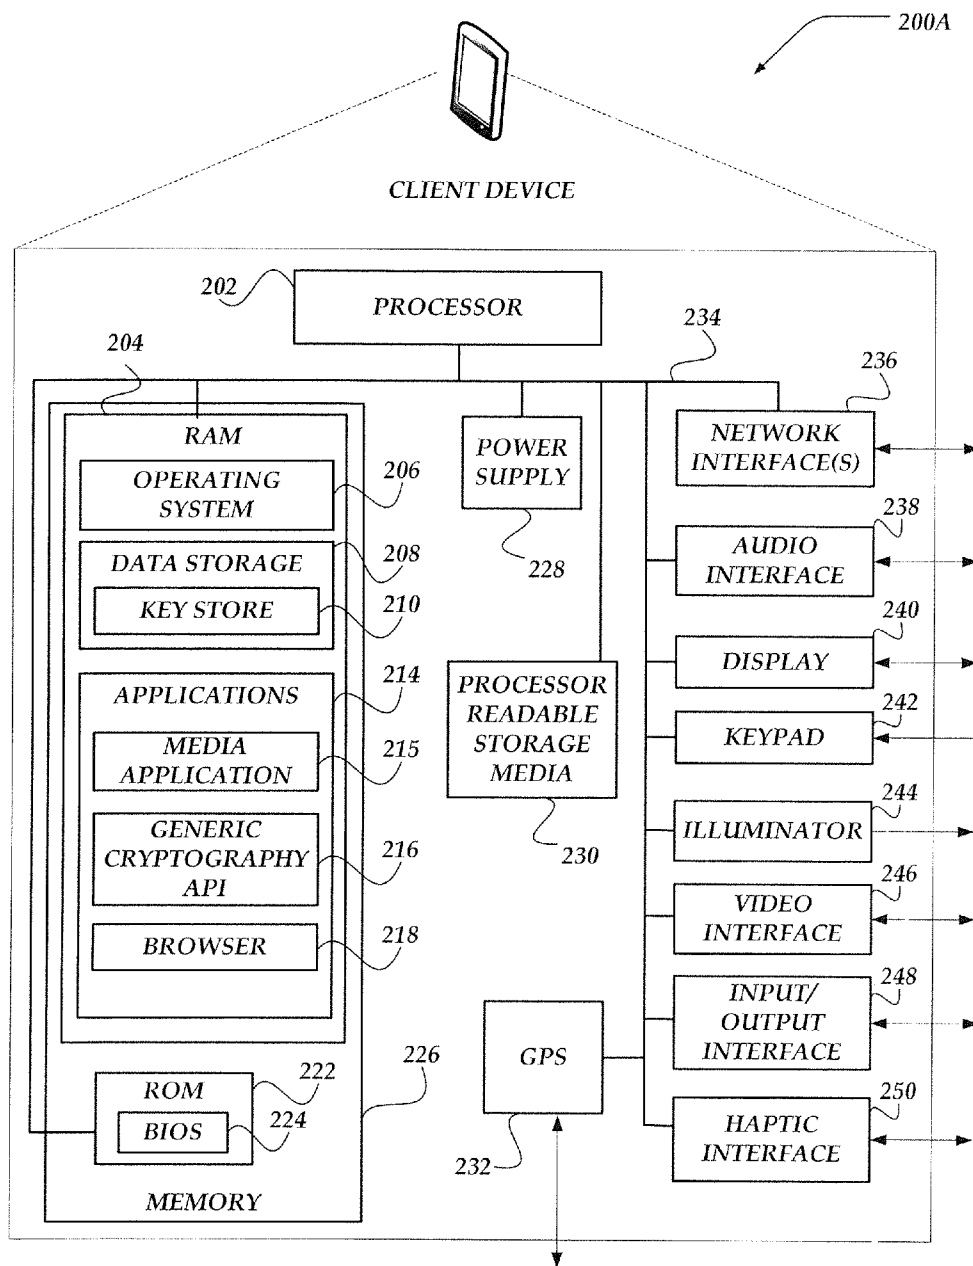 200A
CLIENT DEVICE
202
PROCESSOR
204
234
236
RAM
OPERATING
SYSTEM
206
DATA STORAGE
208
KEY STORE
210
APPLICATIONS
214
MEDIA
APPLICATION
215
GENERIC
CRYPTOGRAPHY
API
216
BROWSER
218
ROM
222
BIOS
224
226
MEMORY
POWER
SUPPLY
228
PROCESSOR
READABLE
STORAGE
MEDIA
230
GPS
232
NETWORK
INTERFACE(S)
238
AUDIO
INTERFACE
240
DISPLAY
242
KEYPAD
244
ILLUMINATOR
246
VIDEO
INTERFACE
248
INPUT/
OUTPUT
INTERFACE
250
HAPTIC
INTERFACE